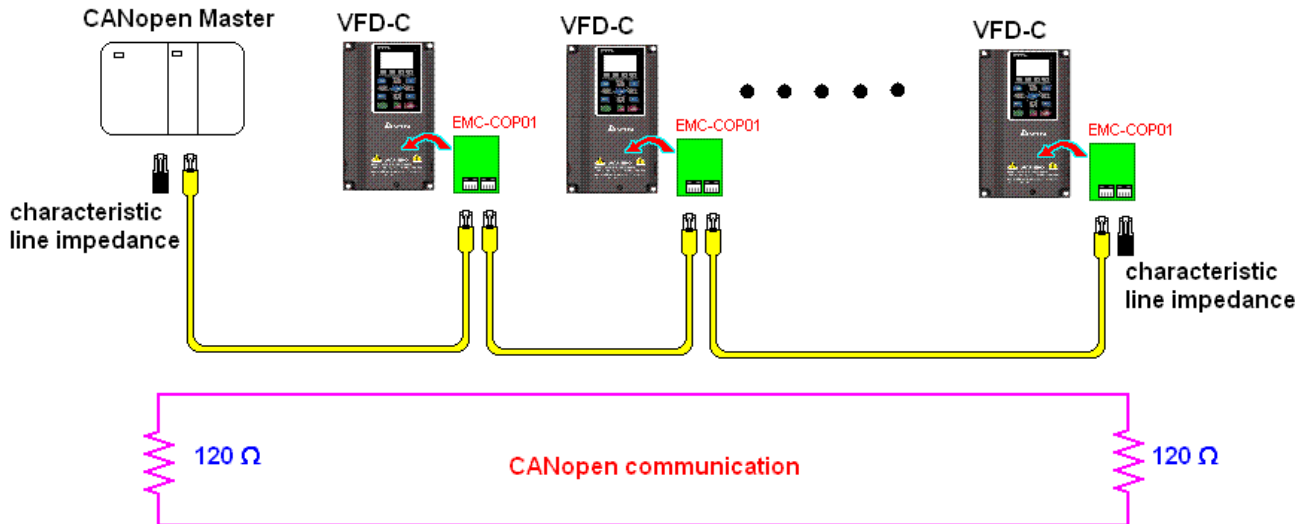 CANopen Master
VFD-C
VFD-C
VFD-C
EMC-COP01
EMC-COP01
EMC-COP01
characteristic
line impedance
characteristic
line impedance
120 Ω
CANopen communication
120 Ω